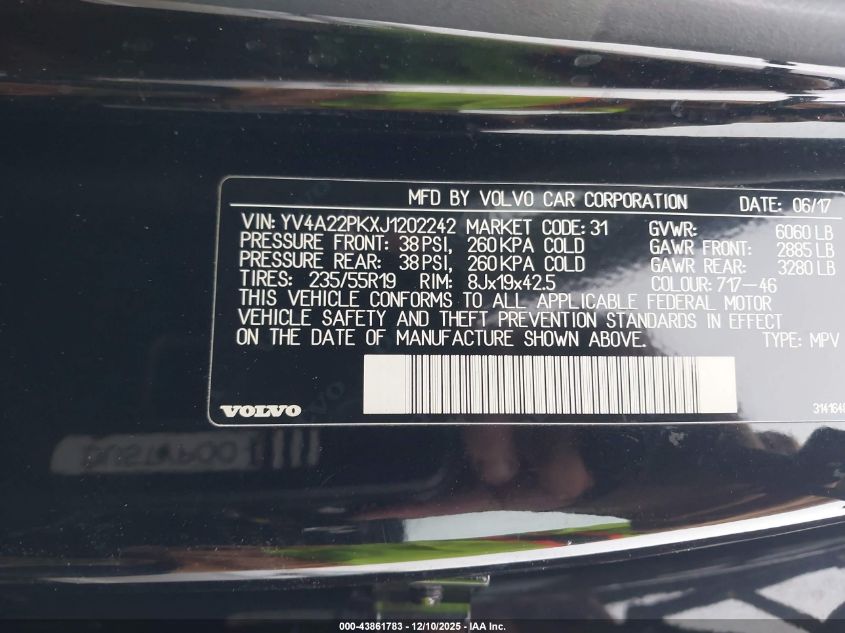 MFD BY VOLVO CAR CORPORATION DATE: 06/17
VIN: YV4A22PKXJ1202242 MARKET CODE: 31 GVWR: 6060 LB
PRESSURE FRONT: 38 PSI, 260 KPA COLD GAWR FRONT: 2885 LB
PRESSURE REAR: 38 PSI, 260 KPA COLD GAWR REAR: 3280 LB
TIRES: 235/55R19 RIM: 8Jx19x42.5 COLOUR: 717-46
THIS VEHICLE CONFORMS TO ALL APPLICABLE FEDERAL MOTOR
VEHICLE SAFETY AND THEFT PREVENTION STANDARDS IN EFFECT
ON THE DATE OF MANUFACTURE SHOWN ABOVE. TYPE: MPV
VOLVO
000-43861783 - 12/10/2025 - IAA Inc.